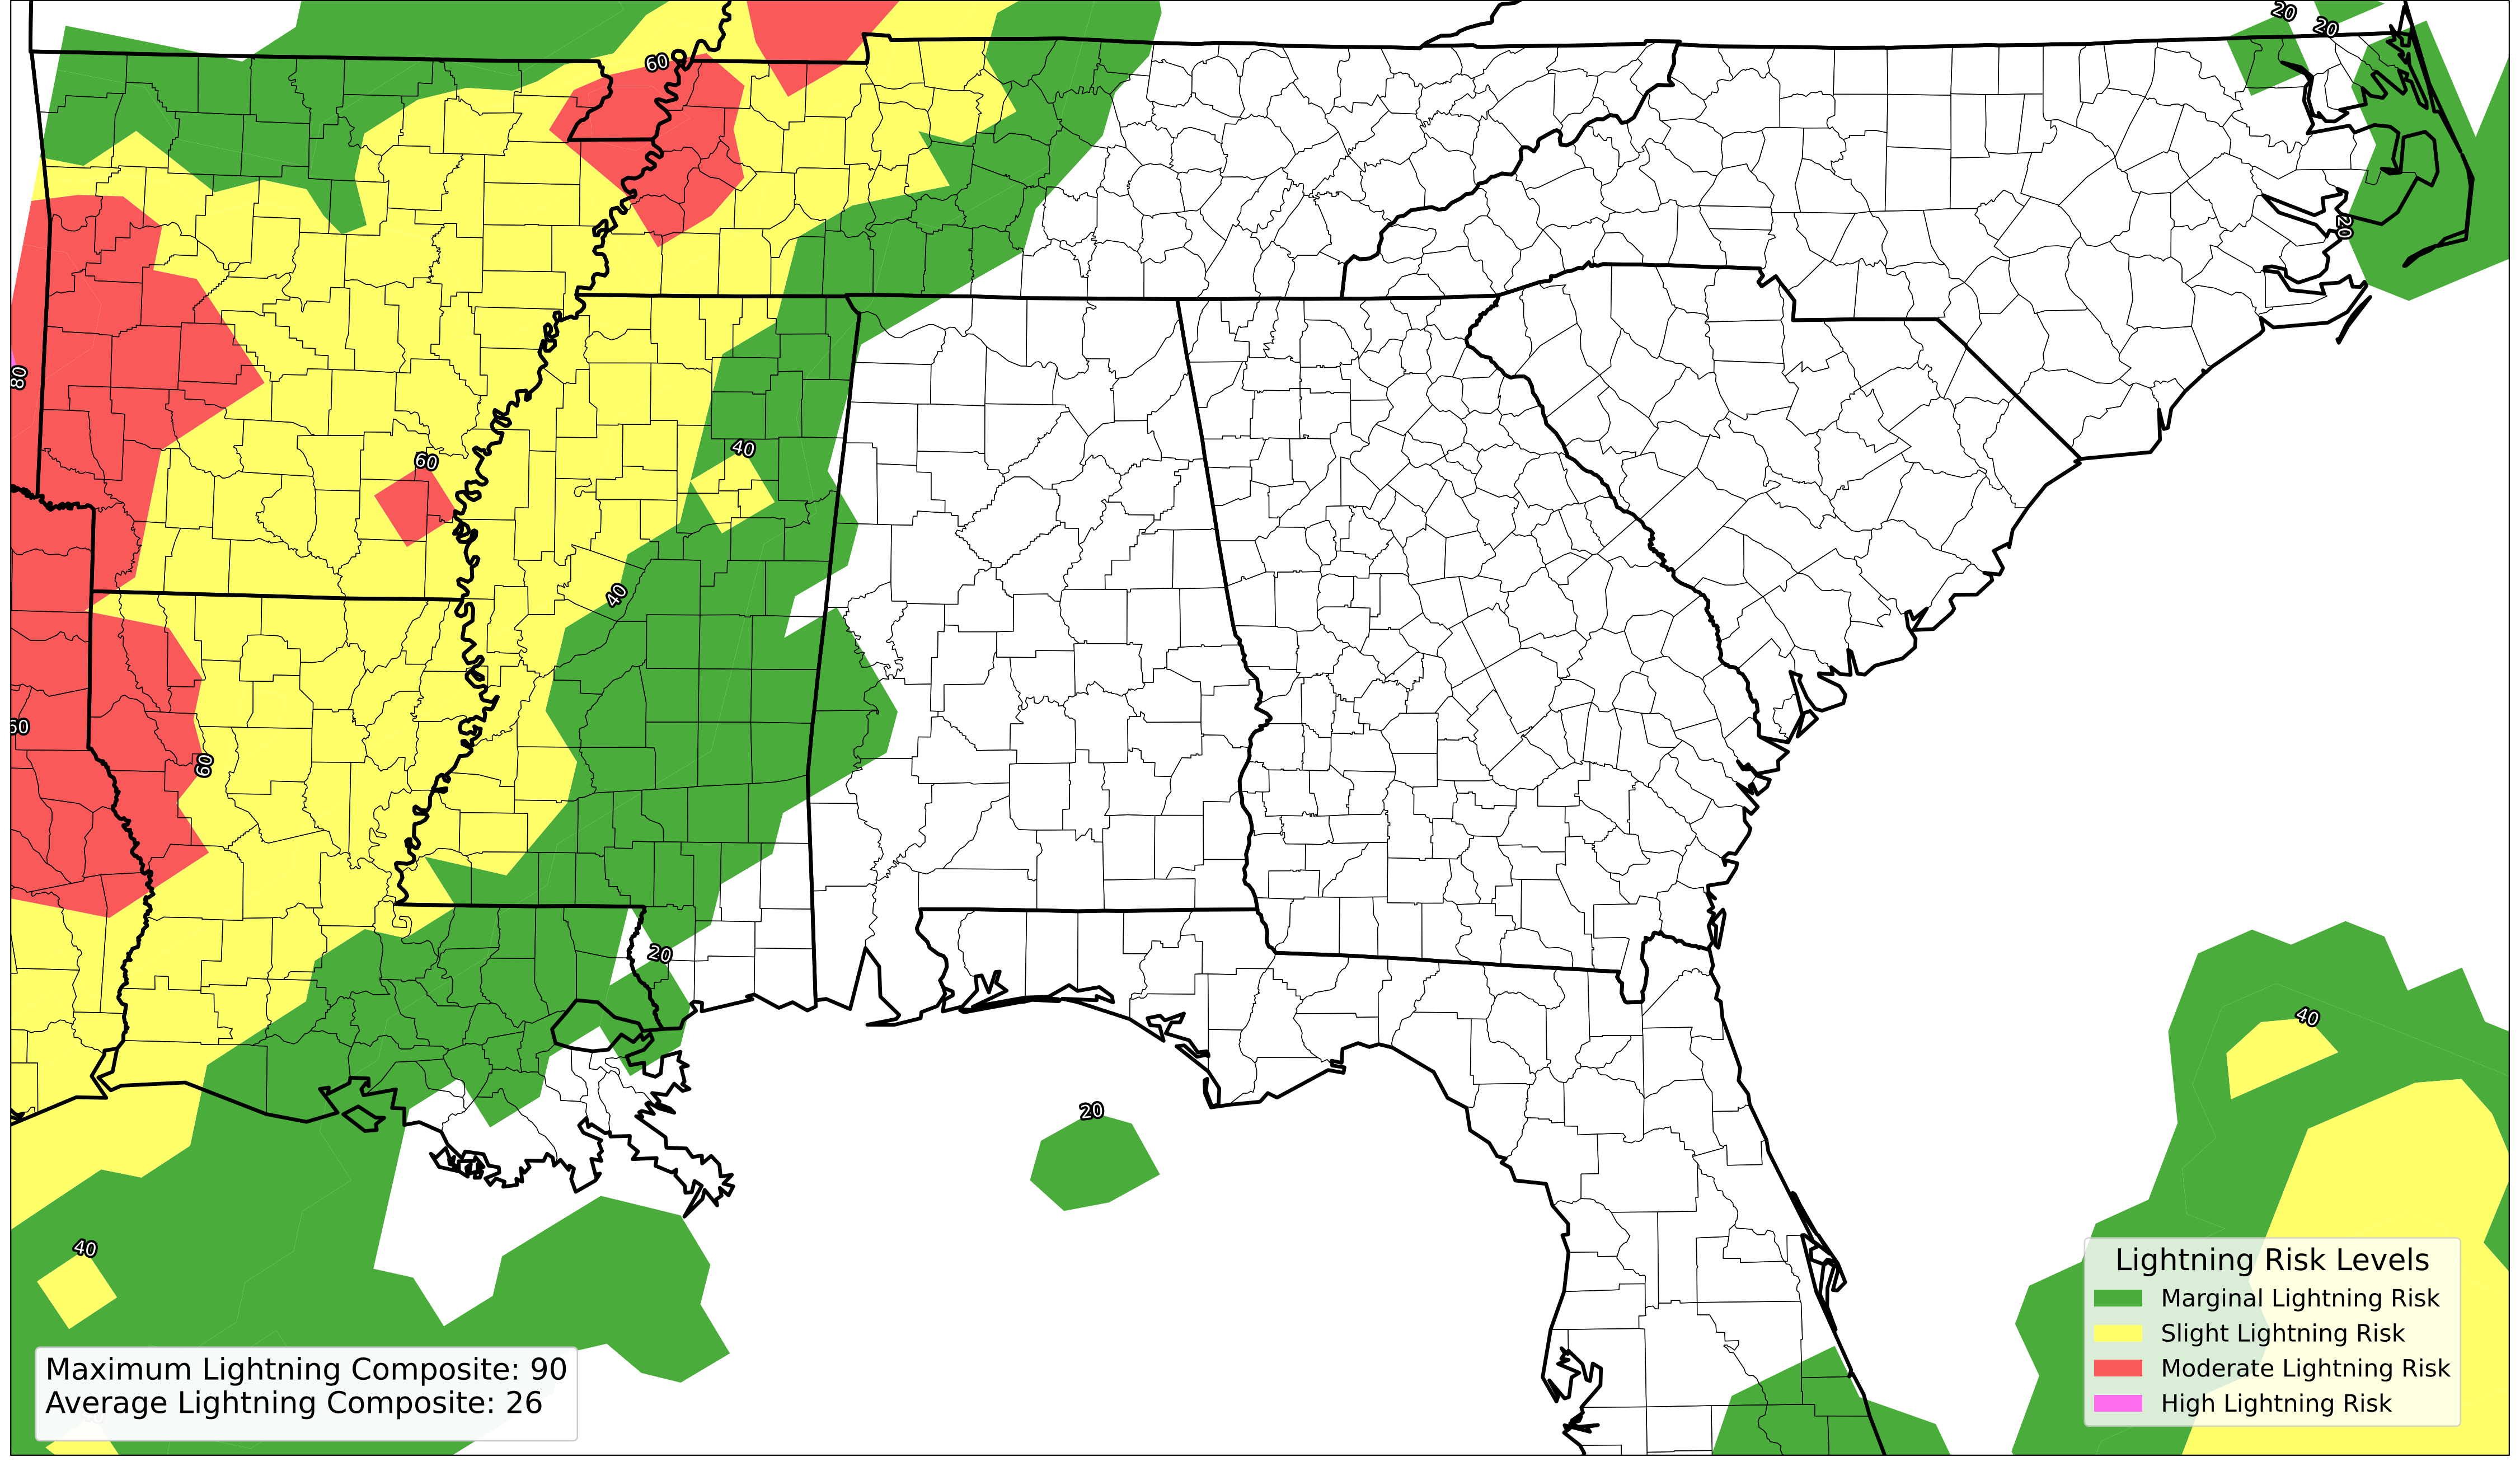 20
20
60
20
80
40
60
40
60
60
20
40
20
40
Lightning Risk Levels
Marginal Lightning Risk
Slight Lightning Risk
Moderate Lightning Risk
High Lightning Risk
Maximum Lightning Composite: 90
Average Lightning Composite: 26